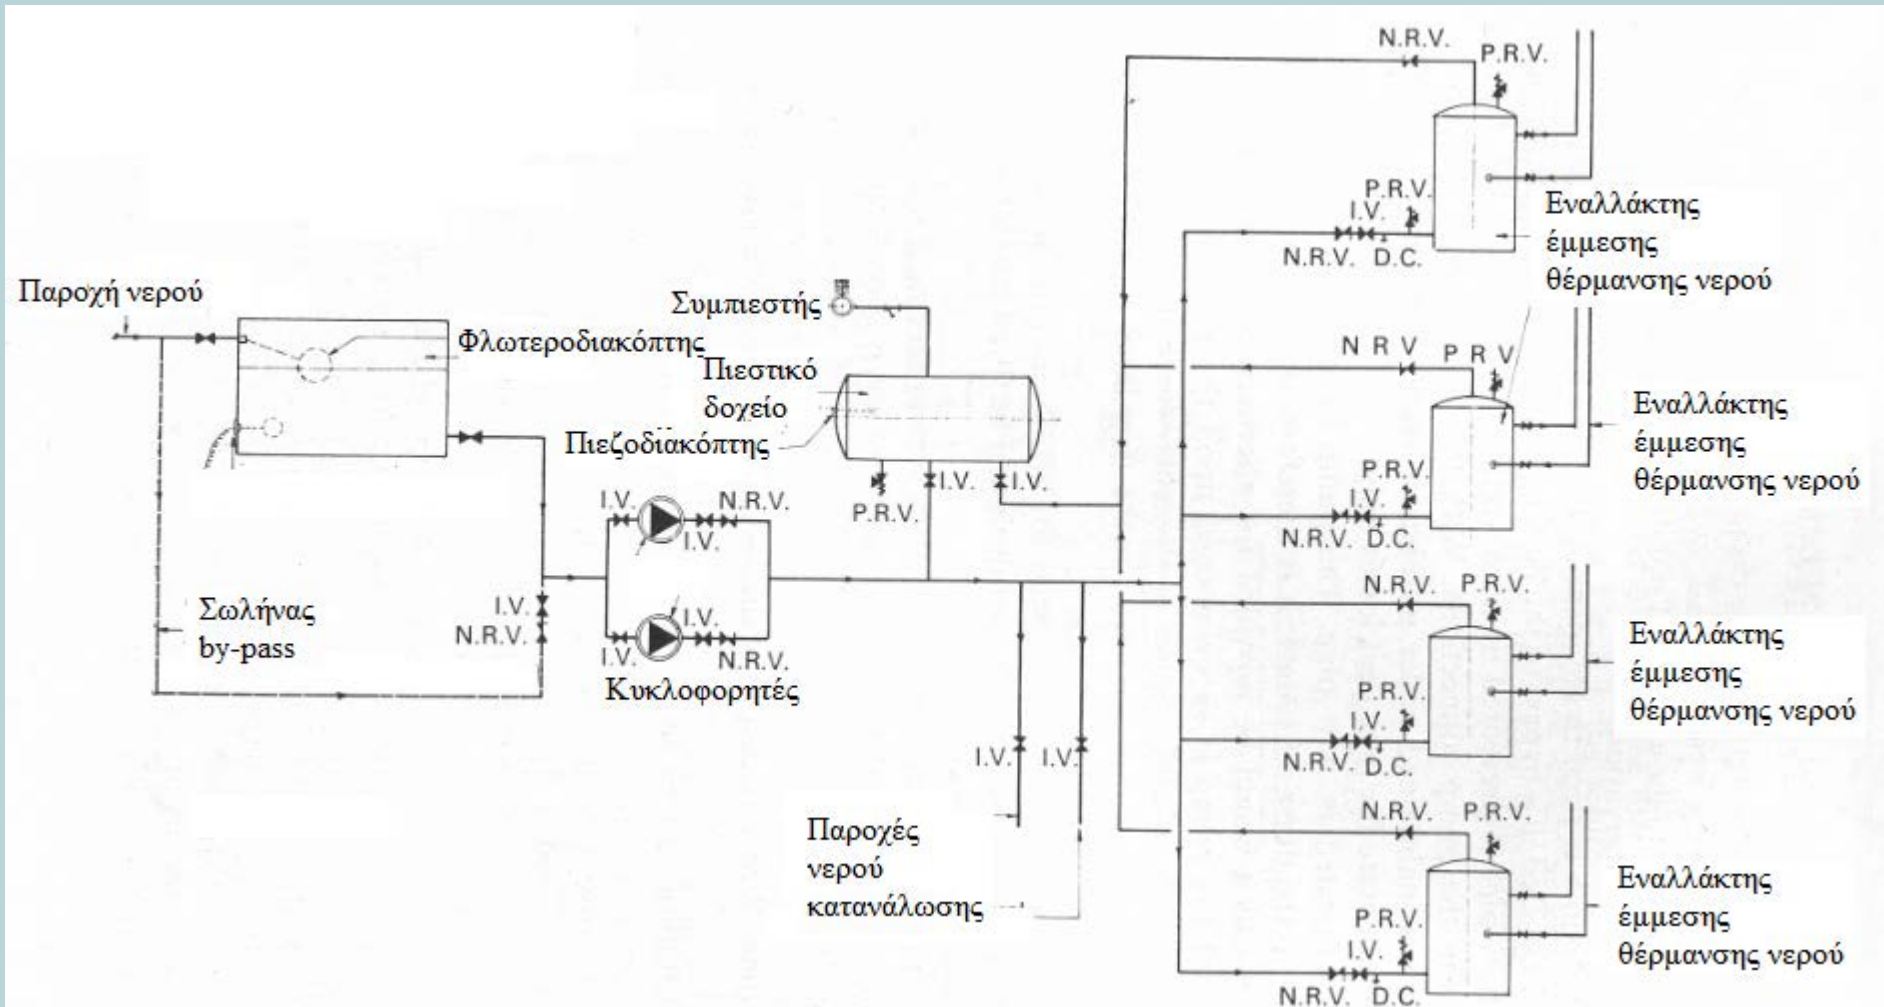 N.R.V.
P.R.V.
P.R.V.
I.V.
N.R.V. D.C.
Εναλλάκτης
έμμεσης
θέρμανσης νερού
Παροχή νερού
Φλωτεροδιακόπτης
Συμπιεστής
Πιεστικό
δοχείο
Πιεζοδιακόπτης
I.V.
I.V.
P.R.V.
N R V
P R V
P.R.V.
I.V.
N.R.V. D.C.
Εναλλάκτης
έμμεσης
θέρμανσης νερού
I.V.
N.R.V.
I.V.
I.V.
I.V.
N.R.V.
Κυκλοφορητές
I.V.
N.R.V.
Σωλήνας
by-pass
N.R.V.
P.R.V.
P.R.V.
I.V.
N.R.V. D.C.
Εναλλάκτης
έμμεσης
θέρμανσης νερού
I.V.
I.V.
Παροχές
νερού
κατανάλωσης
N.R.V.
P.R.V.
P.R.V.
I.V.
N.R.V. D.C.
Εναλλάκτης
έμμεσης
θέρμανσης νερού